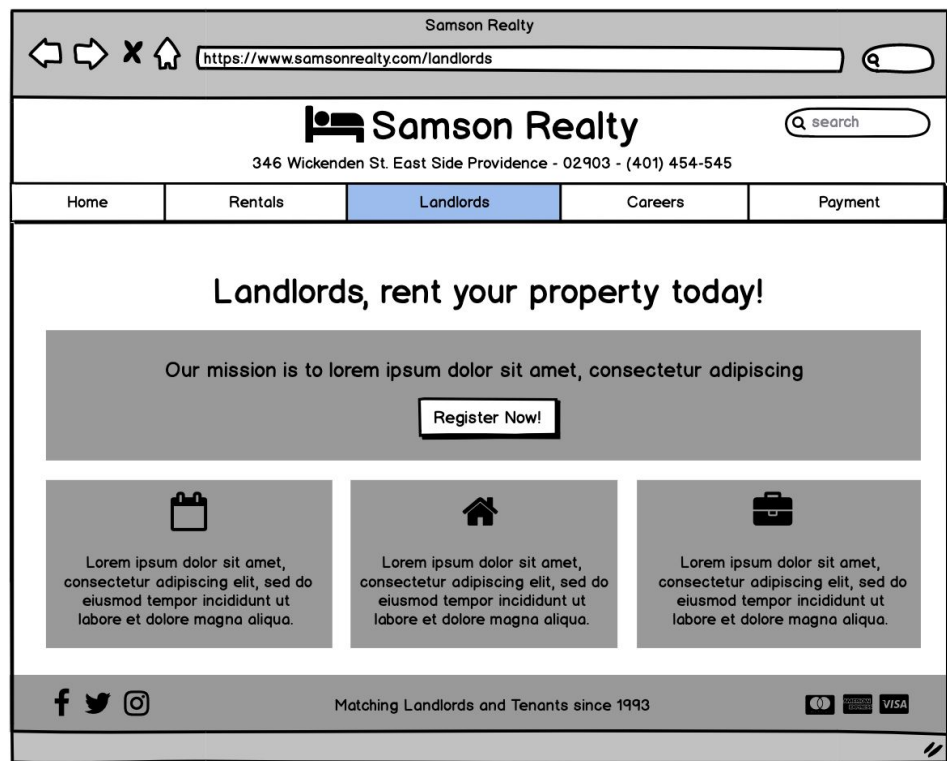 Samson Realty
https://www.samsonrealty.com/landlords
Samson Realty
search
346 Wickenden St. East Side Providence - 02903 - (401) 454-545
Home
Rentals
Landlords
Careers
Payment
Landlords, rent your property today!
Our mission is to lorem ipsum dolor sit amet, consectetur adipiscing
Register Now!
Lorem ipsum dolor sit amet,
consectetur adipiscing elit, sed do
eiusmod tempor incididunt ut
labore et dolore magna aliqua.
Lorem ipsum dolor sit amet,
consectetur adipiscing elit, sed do
eiusmod tempor incididunt ut
labore et dolore magna aliqua.
Lorem ipsum dolor sit amet,
consectetur adipiscing elit, sed do
eiusmod tempor incididunt ut
labore et dolore magna aliqua.
Matching Landlords and Tenants since 1993
AMERICAN
EXPRESS
VISA